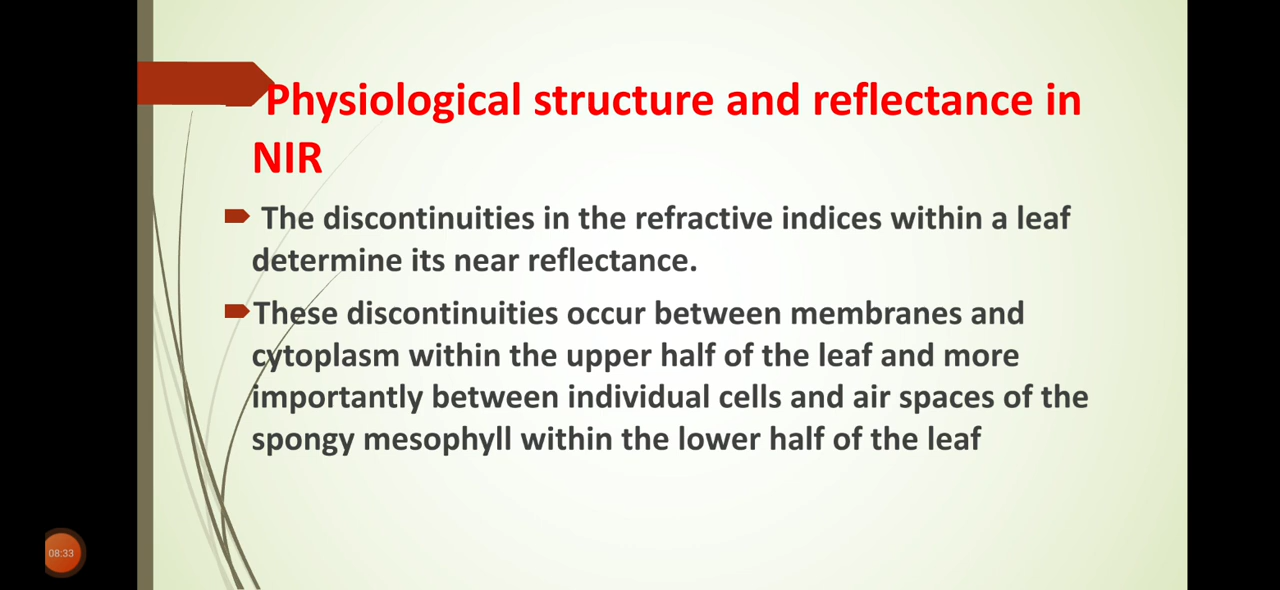 Physiological structure and reflectance in
NIR
The discontinuities in the refractive indices within a leaf
determine its near reflectance.
These discontinuities occur between membranes and
cytoplasm within the upper half of the leaf and more
importantly between individual cells and air spaces of the
spongy mesophyll within the lower half of the leaf
08:33